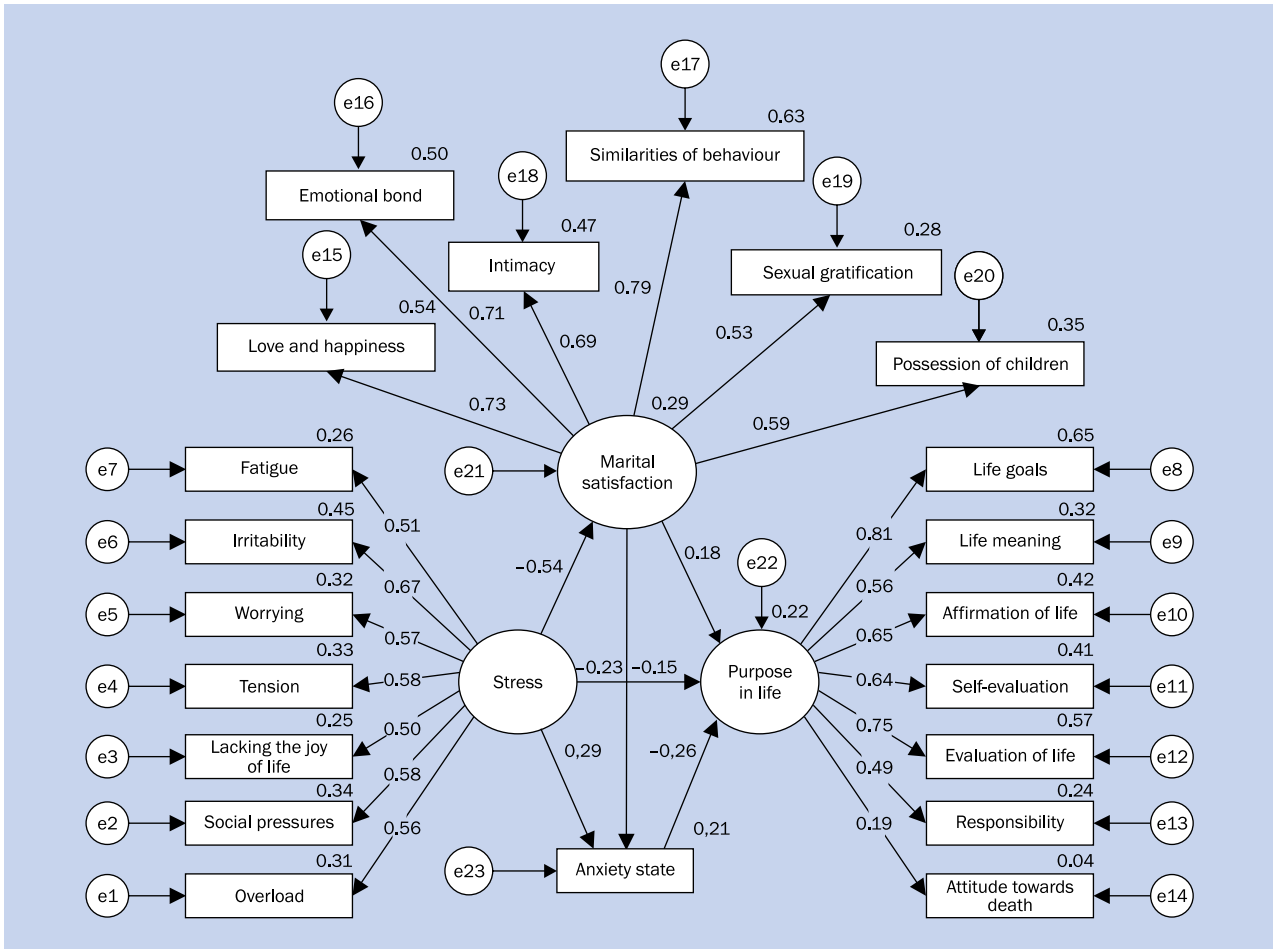 e17
e16
0.63
Similarities of behaviour
0.50
Emotional bond
e18
e19
0.47
Intimacy
0.28
Sexual gratification
e15
e20
0.54
Love and happiness
0.71
0.69
0.79
0.53
0.35
Possession of children
0.73
0.29
0.59
Marital
satisfaction
e21
0.26
Fatigue
e7
0.51
0.45
Irritability
e6
0.67
0.32
Worrying
e5
0.57
0.33
Tension
e4
0.58
0.25
Lacking the joy
of life
e3
0.50
0.34
Social pressures
e2
0.58
0.31
Overload
e1
0.56
Stress
–0.54
0.18
e22
0.22
–0.23
–0.15
Purpose
in life
0,29
–0,26
0,21
e23
Anxiety state
0.65
Life goals
e8
0.81
0.32
Life meaning
e9
0.56
0.42
Affirmation of life
e10
0.65
0.41
Self-evaluation
e11
0.64
0.57
Evaluation of life
e12
0.75
0.24
Responsibility
e13
0.49
0.04
Attitude towards
death
e14
0.19